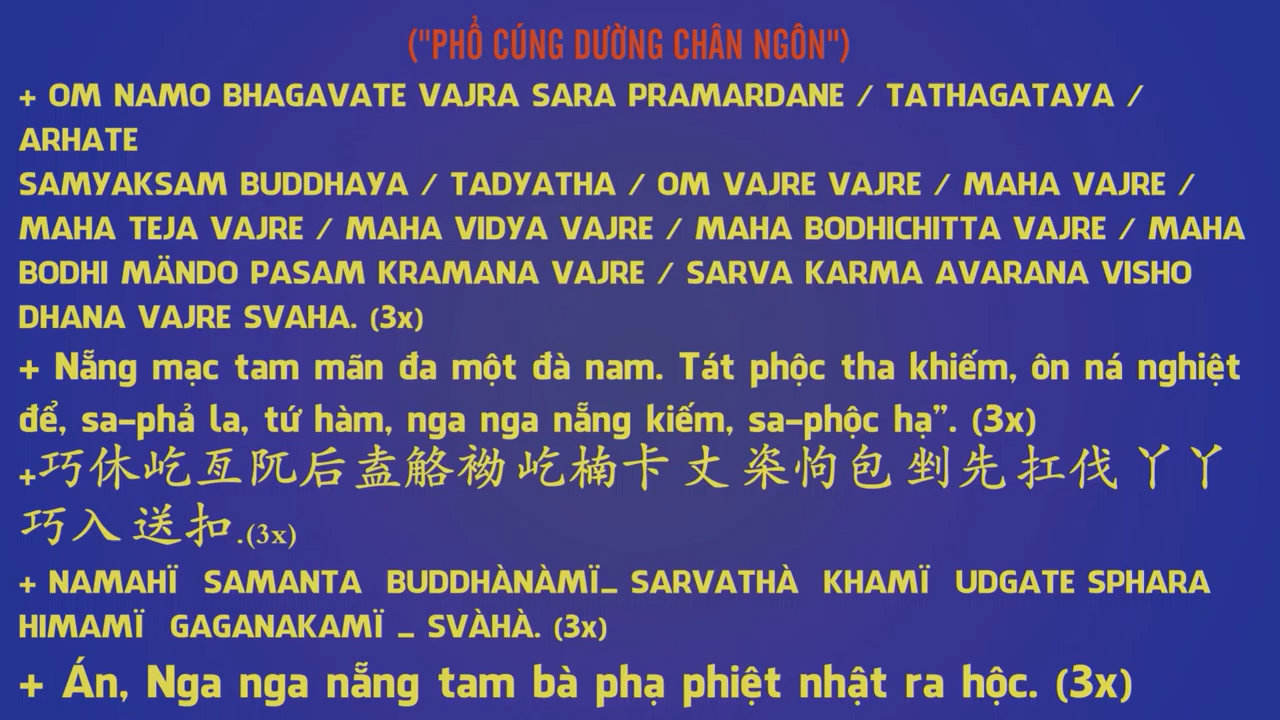 ("PHỔ CÚNG DƯỜNG CHÂN NGÔN")
+ OM NAMO BHAGAVATE VAJRA SARA PRAMARDANE / TATHAGATAYA /
ARHATE
SAMYAKSAM BUDDHAYA / TADYATHA / OM VAJRE VAJRE / MAHA VAJRE /
MAHA TEJA VAJRE / MAHA VIDYA VAJRE / MAHA BODHICHITTA VAJRE / MAHA
BODHI MÄNDO PASAM KRAMANA VAJRE / SARVA KARMA AVARANA VISHO
DHANA VAJRE SVAHA. (3x)
+ Nẵng mạc tam mãn đa một đà nam. Tát phộc tha khiếm, ôn ná nghiệt
để, sa-phả la, tứ hàm, nga nga nẵng kiếm, sa-phộc hạ”. (3x)
+巧休屹亙阢后盍觡袎屹楠卡丈楶怐包剉先扛伐丫丫
巧入送扣.(3x)
+ NAMAHÏ SAMANTA BUDDHÀNÀMÏ_ SARVATHÀ KHAMÏ UDGATE SPHARA
HIMAMÏ GAGANAKAMÏ _ SVÀHÀ. (3x)
+ Án, Nga nga nẵng tam bà phạ phiệt nhật ra hộc. (3x)